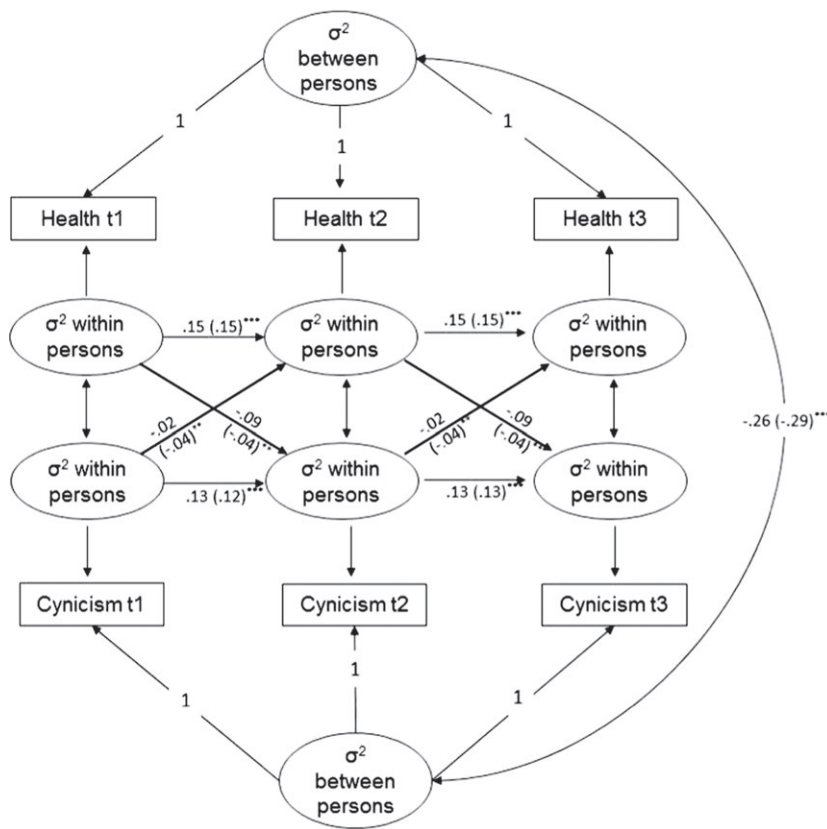 σ² between persons
1
1
1
Health t1
Health t2
Health t3
σ² within persons
.15 (.15)***
σ² within persons
.15 (.15)***
σ² within persons
-.02 (-.04)**
-.09 (-.04)**
-.02 (-.04)**
-.09 (-.04)**
-.26 (-.29)***
σ² within persons
.13 (.12)***
σ² within persons
.13 (.13)***
σ² within persons
Cynicism t1
Cynicism t2
Cynicism t3
1
1
1
σ² between persons